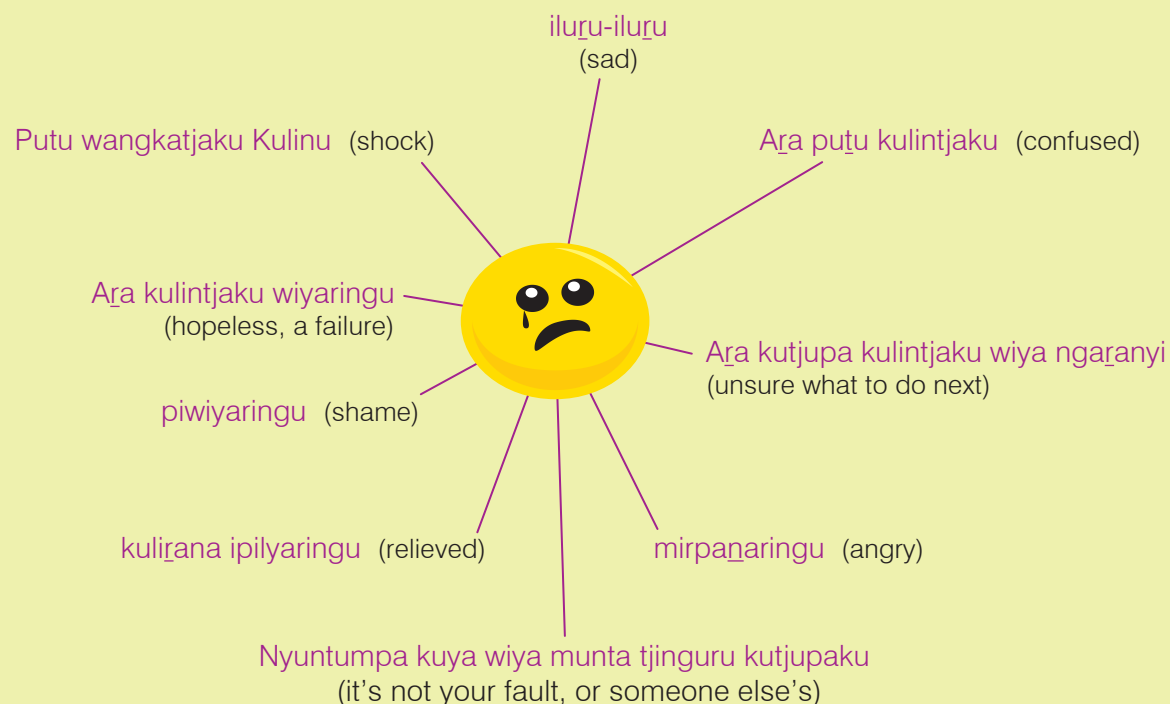 iluṟu-iluṟu
(sad)
Putu wangkatjaku Kulinu (shock)
Aṟa puṯu kulintjaku (confused)
Aṟa kulintjaku wiyaringu
(hopeless, a failure)
Aṟa kutjupa kulintjaku wiya ngaṟanyi
(unsure what to do next)
piwiyaringu (shame)
kuliṟana ipilyaringu (relieved)
mirpaṉaringu (angry)
Nyuntumpa kuya wiya munta tjinguru kutjupaku
(it’s not your fault, or someone else’s)